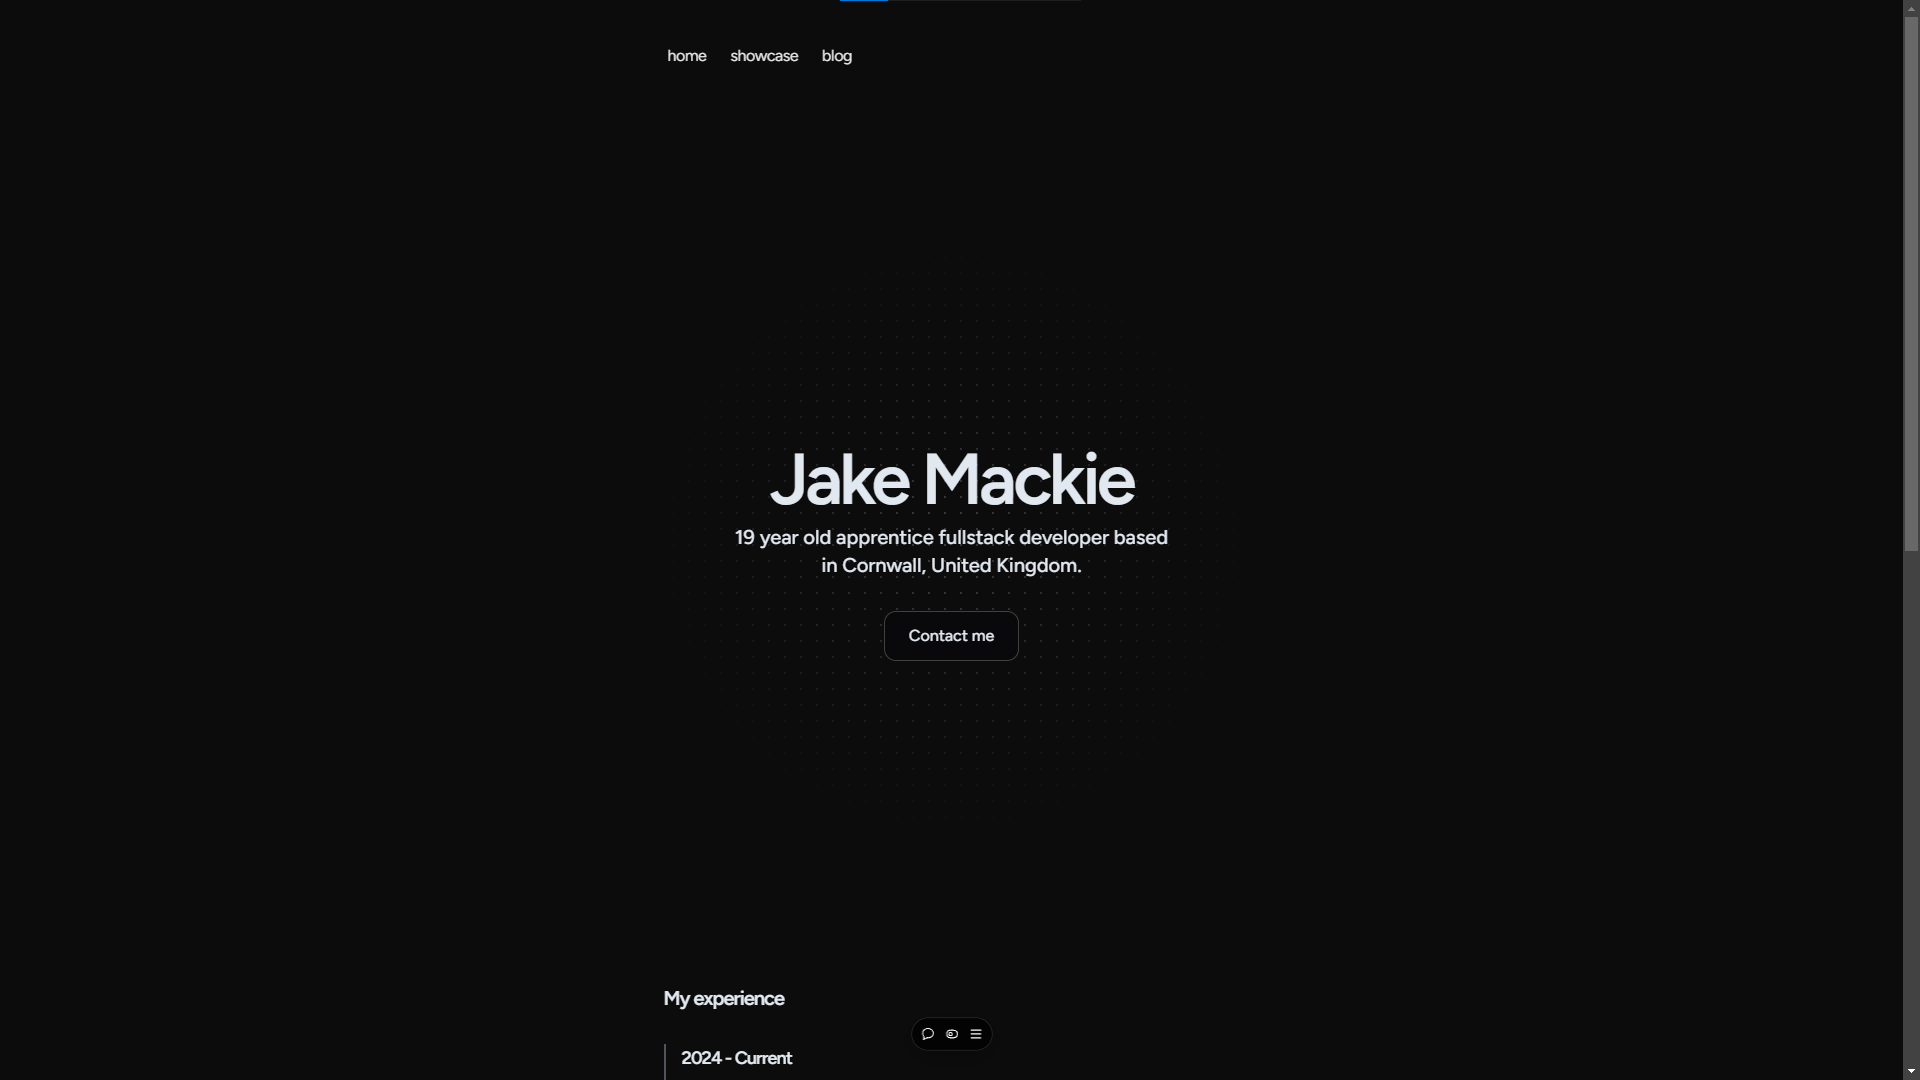 home showcase blog
Jake Mackie
19 year old apprentice fullstack developer based
in Cornwall, United Kingdom.
Contact me
My experience
2024 - Current